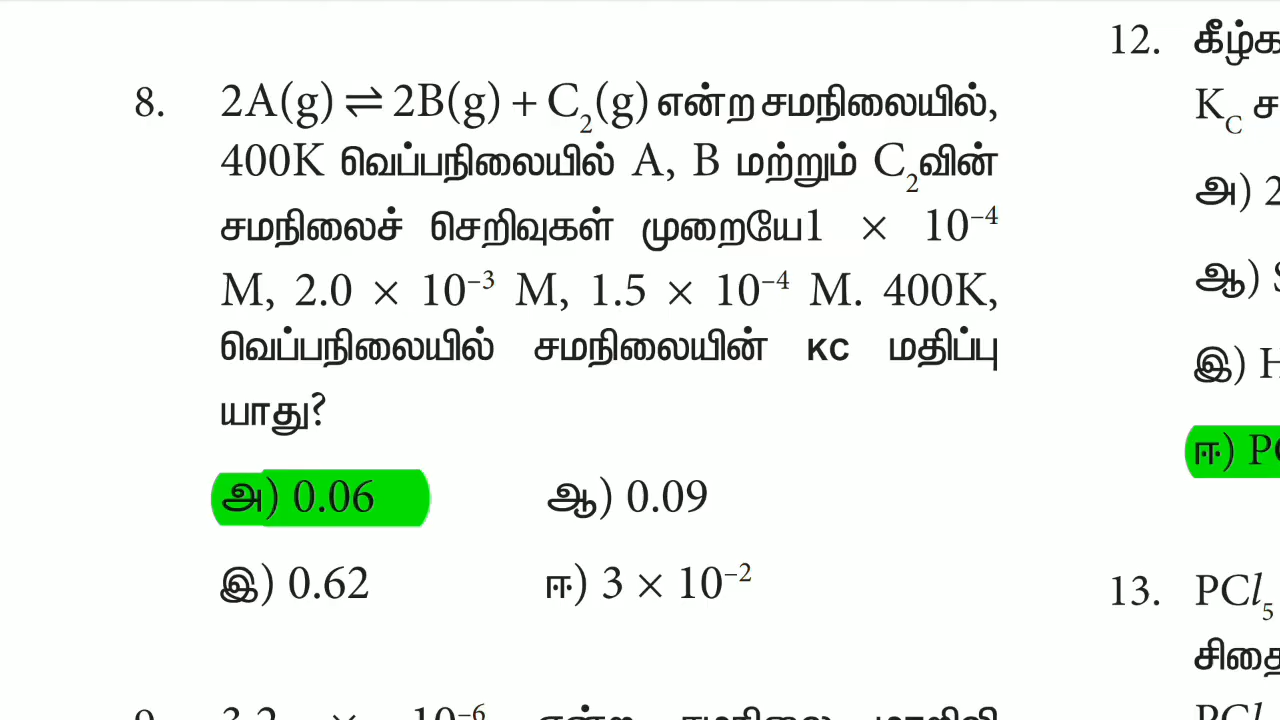 8. 2A(g) ⇌ 2B(g) + C₂(g) என்ற சமநிலையில்,
400K வெப்பநிலையில் A, B மற்றும் C₂வின்
சமநிலைச் செறிவுகள் முறையே1 × 10⁻⁴
M, 2.0 × 10⁻³ M, 1.5 × 10⁻⁴ M. 400K,
வெப்பநிலையில் சமநிலையின் KC மதிப்பு
யாது?
அ) 0.06 ஆ) 0.09
இ) 0.62 ஈ) 3 × 10⁻²
12.
K_C
அ) 2
ஆ)
இ) H
ஈ) PC
13. PCl₅